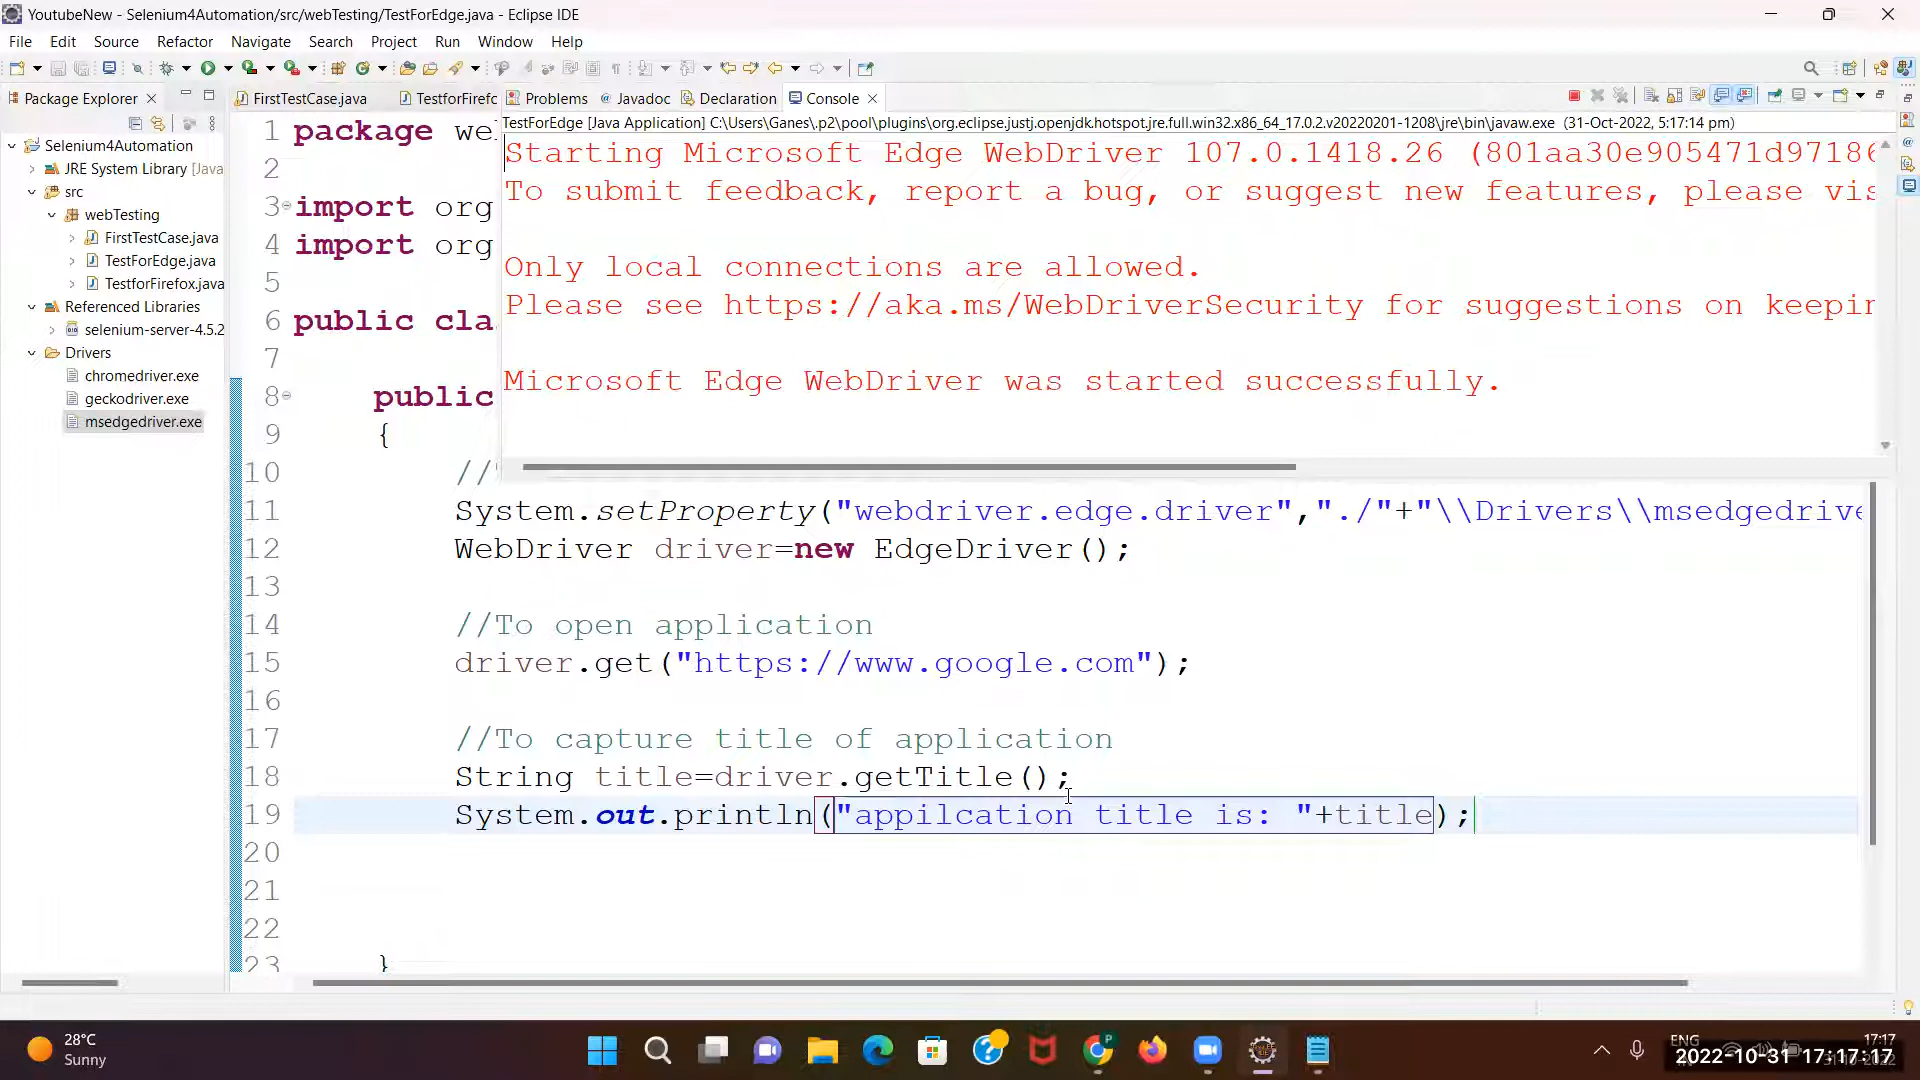 YoutubeNew - Selenium4Automation/src/webTesting/TestForEdge.java - Eclipse IDE
File Edit Source Refactor Navigate Search Project Run Window Help
Package Explorer
FirstTestCase.java
TestforFirefo
Problems
Javadoc
Declaration
Console
TestForEdge [Java Application] C:\Users\Ganes\.p2\pool\plugins\org.eclipse.justj.openjdk.hotspot.jre.full.win32.x86_64_17.0.2.v20220201-1208\jre\bin\javaw.exe (31-Oct-2022, 5:17:14 pm)
Starting Microsoft Edge WebDriver 107.0.1418.26 (801aa30e905471d97186
To submit feedback, report a bug, or suggest new features, please vis
Only local connections are allowed.
Please see https://aka.ms/WebDriverSecurity for suggestions on keepin
Microsoft Edge WebDriver was started successfully.
Selenium4Automation
JRE System Library [Java
src
webTesting
FirstTestCase.java
TestForEdge.java
TestforFirefox.java
Referenced Libraries
selenium-server-4.5.2
Drivers
chromedriver.exe
geckodriver.exe
msedgedriver.exe
1 package we
2
3 import org
4 import org
5
6 public cla
7
8 public
9 {
10 //
11 System.setProperty("webdriver.edge.driver","./"+"\\Drivers\\msedgedrive
12 WebDriver driver=new EdgeDriver();
13
14 //To open application
15 driver.get("https://www.google.com");
16
17 //To capture title of application
18 String title=driver.getTitle();
19 System.out.println("appilcation title is: "+title);
20
21
22
23 }
28°C
Sunny
ENG
17:17
2022-10-31 17:17:17